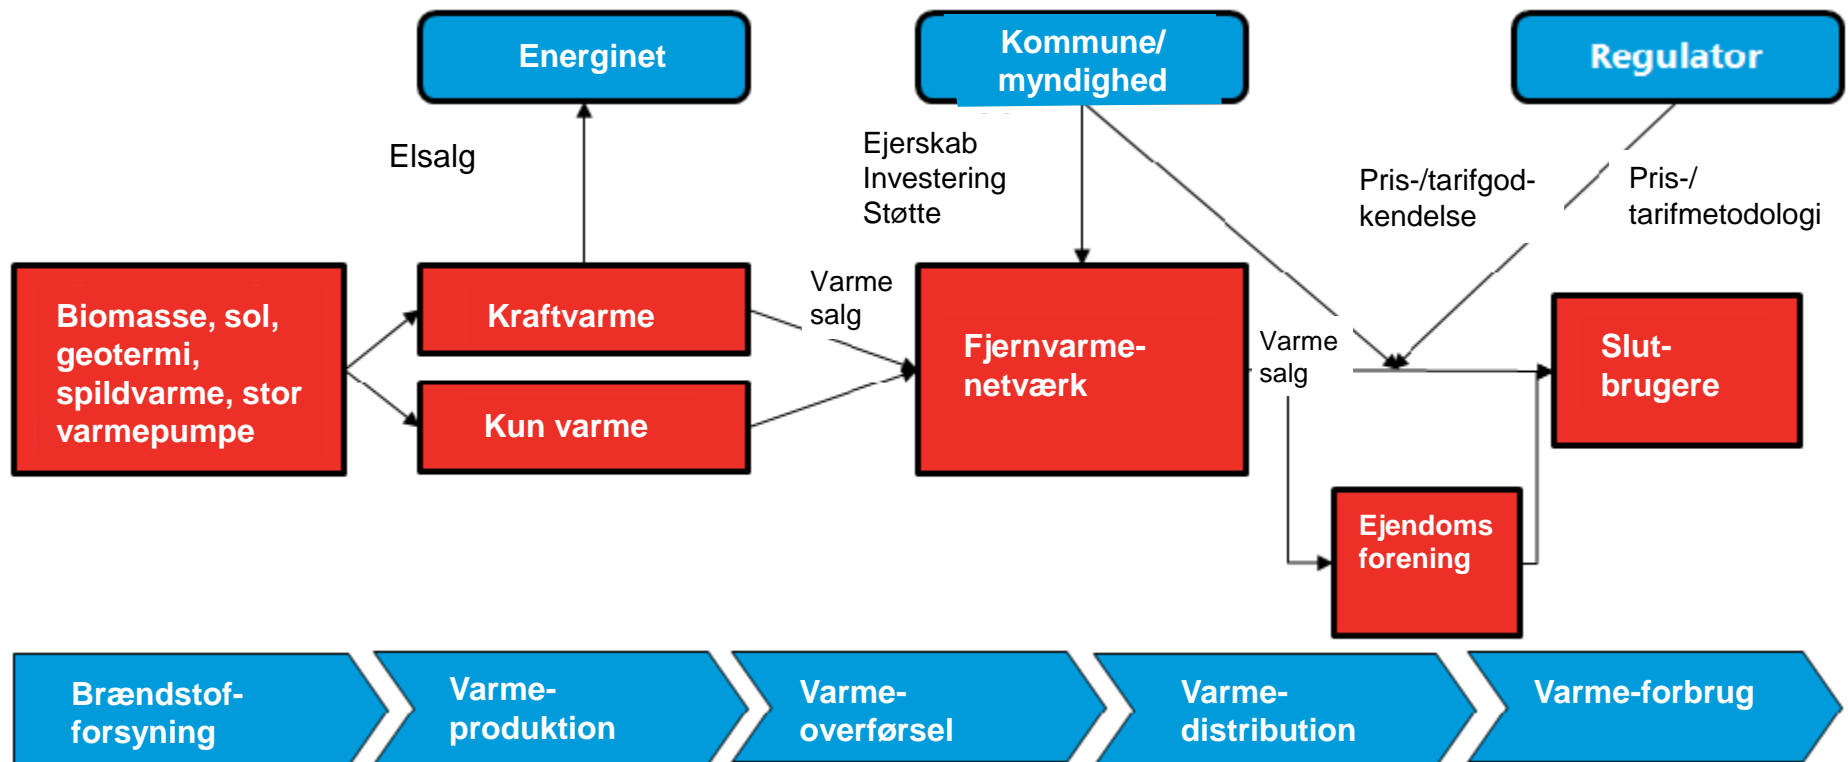 Energinet
Kommune/
myndighed
Regulator
Elsalg
Ejerskab
Investering
Støtte
Pris-/tarifgod-
kendelse
Pris-/
tarifmetodologi
Biomasse, sol,
geotermi,
spildvarme, stor
varmepumpe
Kraftvarme
Kun varme
Varme
salg
Fjernvarme-
netværk
Varme
salg
Slut-
brugere
Ejendoms
forening
Brændstof-
forsyning
Varme-
produktion
Varme-
overførsel
Varme-
distribution
Varme-forbrug